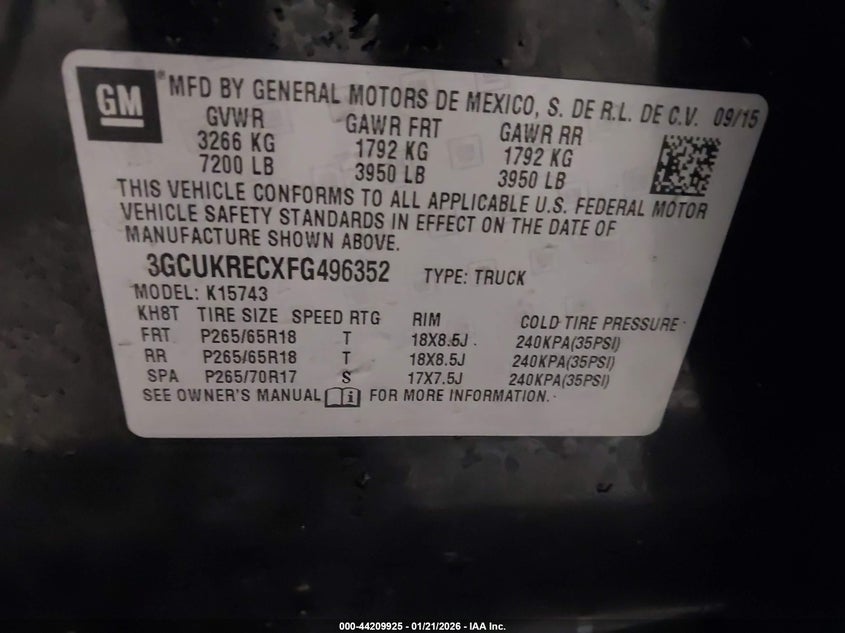 GM
® MFD BY GENERAL MOTORS DE MEXICO, S. DE R.L. DE C.V. 09/15
GVWR GAWR FRT GAWR RR
3266 KG 1792 KG 1792 KG
7200 LB 3950 LB 3950 LB
THIS VEHICLE CONFORMS TO ALL APPLICABLE U.S. FEDERAL MOTOR
VEHICLE SAFETY STANDARDS IN EFFECT ON THE DATE OF
MANUFACTURE SHOWN ABOVE.
3GCUKRECXFG496352 TYPE: TRUCK
MODEL: K15743
KH8T TIRE SIZE SPEED RTG RIM COLD TIRE PRESSURE
FRT P265/65R18 T 18X8.5J 240KPA(35PSI)
RR P265/65R18 T 18X8.5J 240KPA(35PSI)
SPA P265/70R17 S 17X7.5J 240KPA(35PSI)
SEE OWNER'S MANUAL i FOR MORE INFORMATION.
000-44209925 - 01/21/2026 - IAA Inc.